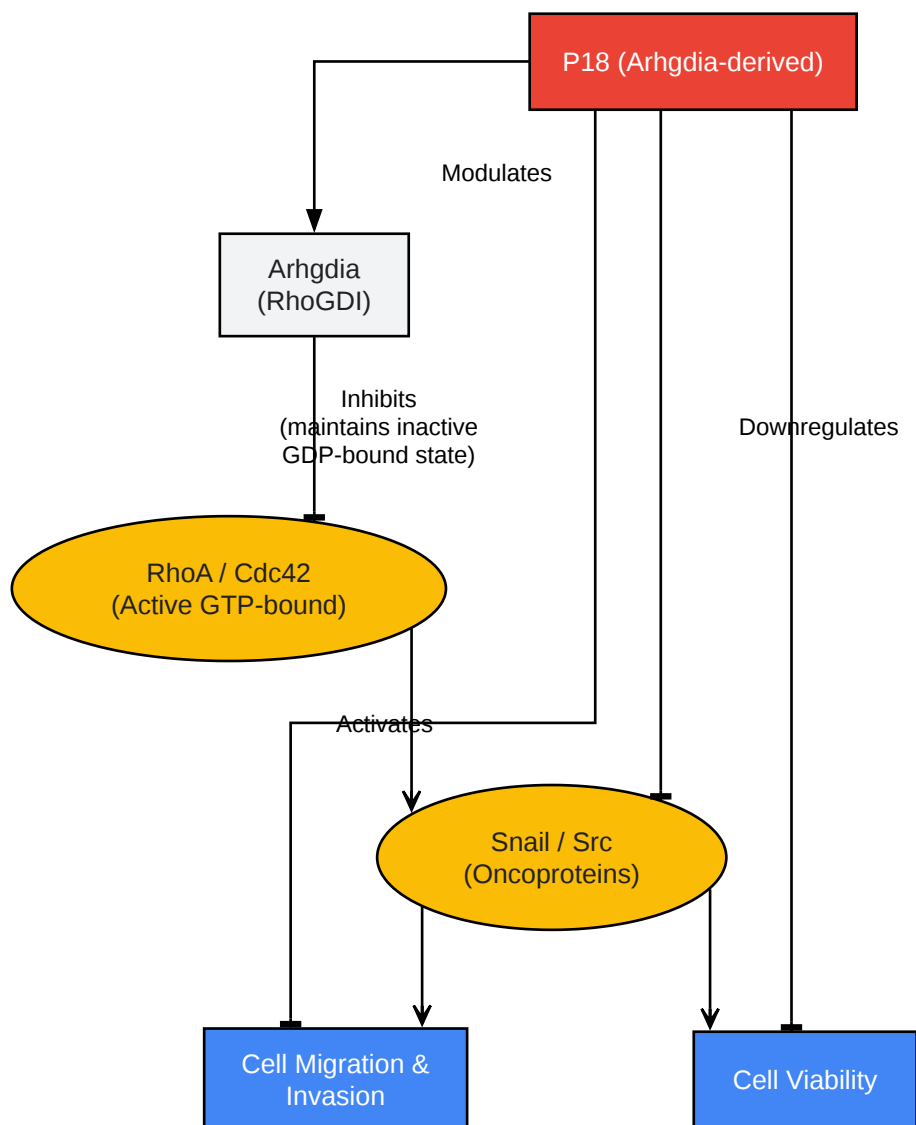 P18 (Arhgdia-derived)
Modulates
Arhgdia
(RhoGDI)
Inhibits
(maintains inactive
GDP-bound state)
Downregulates
RhoA / Cdc42
(Active GTP-bound)
Activates
Snail / Src
(Oncoproteins)
Cell Migration &
Invasion
Cell Viability